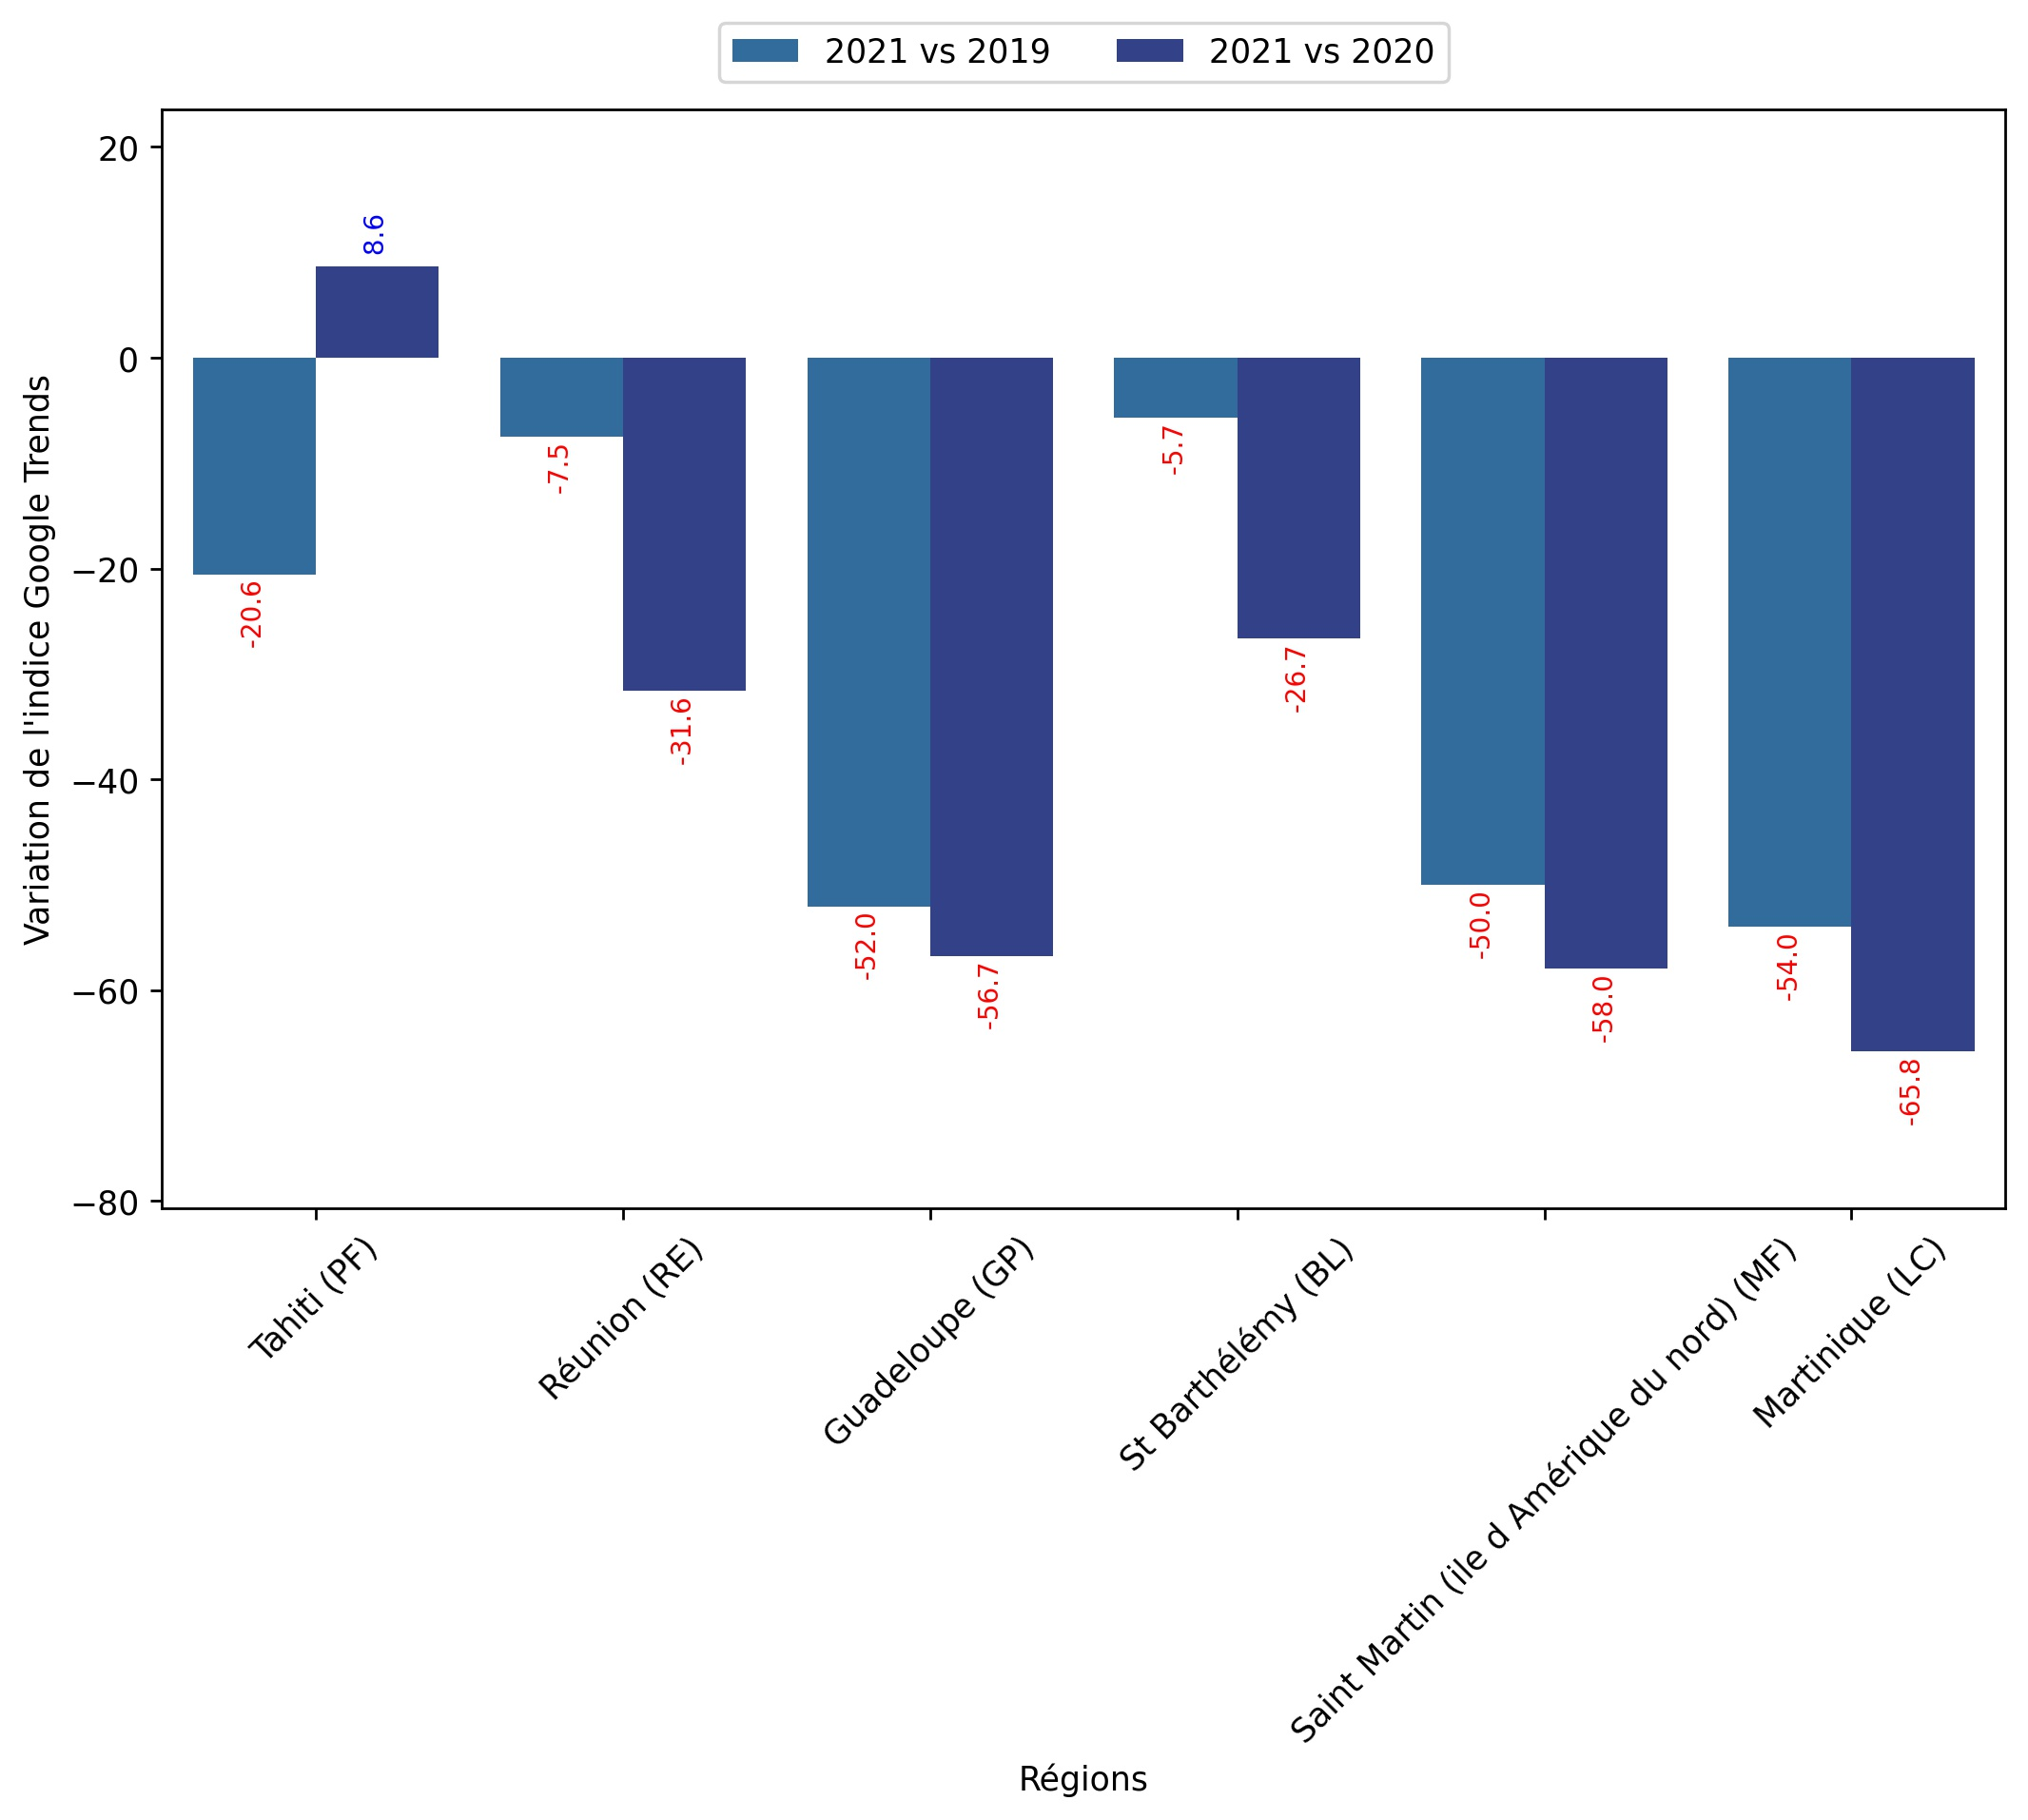 2021 vs 2019
2021 vs 2020
Variation de l'indice Google Trends
20
0
−20
−40
−60
−80
-20.6
8.6
-7.5
-31.6
-52.0
-56.7
-5.7
-26.7
-50.0
-58.0
-54.0
-65.8
Tahiti (PF)
Réunion (RE)
Guadeloupe (GP)
St Barthélémy (BL)
Saint Martin (ile d Amérique du nord) (MF)
Martinique (LC)
Régions